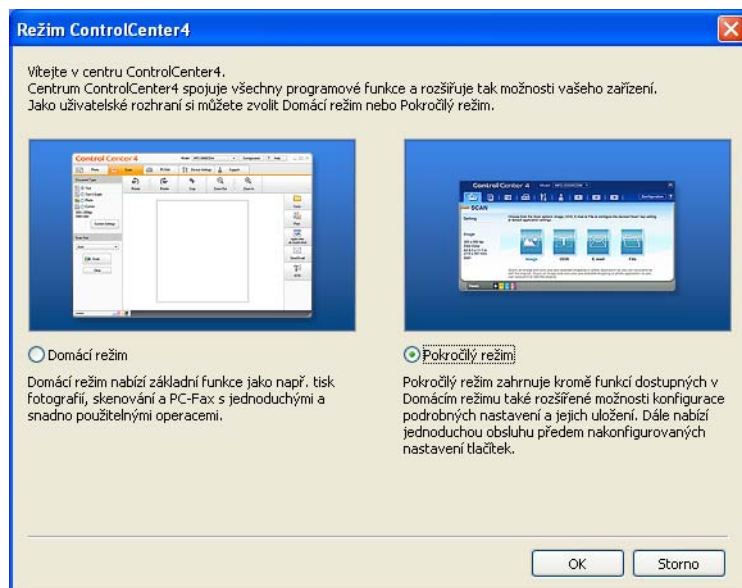 Režim ControlCenter4
Vítejte v centru ControlCenter4.
Centrum ControlCenter4 spojuje všechny programové funkce a rozšiřuje tak možnosti vašeho zařízení.
Jako uživatelské rozhraní si můžete zvolit Domácí režim nebo Pokročilý režim.
Control Center 4
Control Center 4
SCAN
Image
OCR
E-mail
File
Domácí režim
Domácí režim nabízí základní funkce jako např. tisk
fotografií, skenování a PC-Fax s jednoduchými a
snadno použitelnými operacemi.
Pokročilý režim
Pokročilý režim zahrnuje kromě funkcí dostupných v
Domácím režimu také rozšířené možnosti konfigurace
podrobných nastavení a jejich uložení. Dále nabízí
jednoduchou obsluhu předem nakonfigurovaných
nastavení tlačítek.
OK
Storno